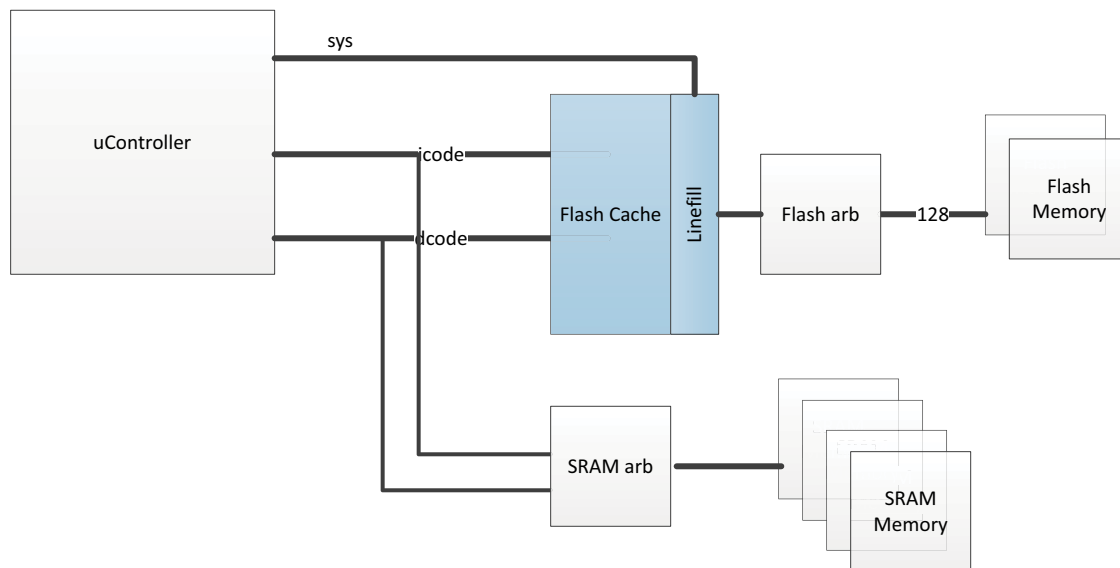 sys
uController
icode
dcode
Flash Cache
Linefill
Flash arb
128
Flash
Memory
SRAM arb
SRAM
Memory